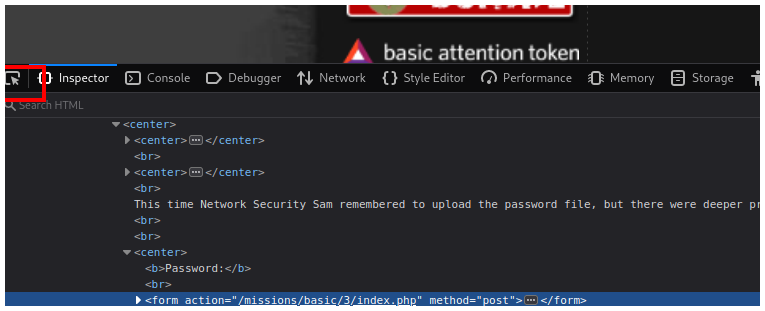 basic attention token
Inspector Console Debugger Network Style Editor Performance Memory Storage
Search HTML
<center>
<center> ··· </center>
<br>
<center> ··· </center>
<br>
This time Network Security Sam remembered to upload the password file, but there were deeper pr
<br>
<br>
<center>
<b>Password:</b>
<br>
<form action="/missions/basic/3/index.php" method="post"> ··· </form>